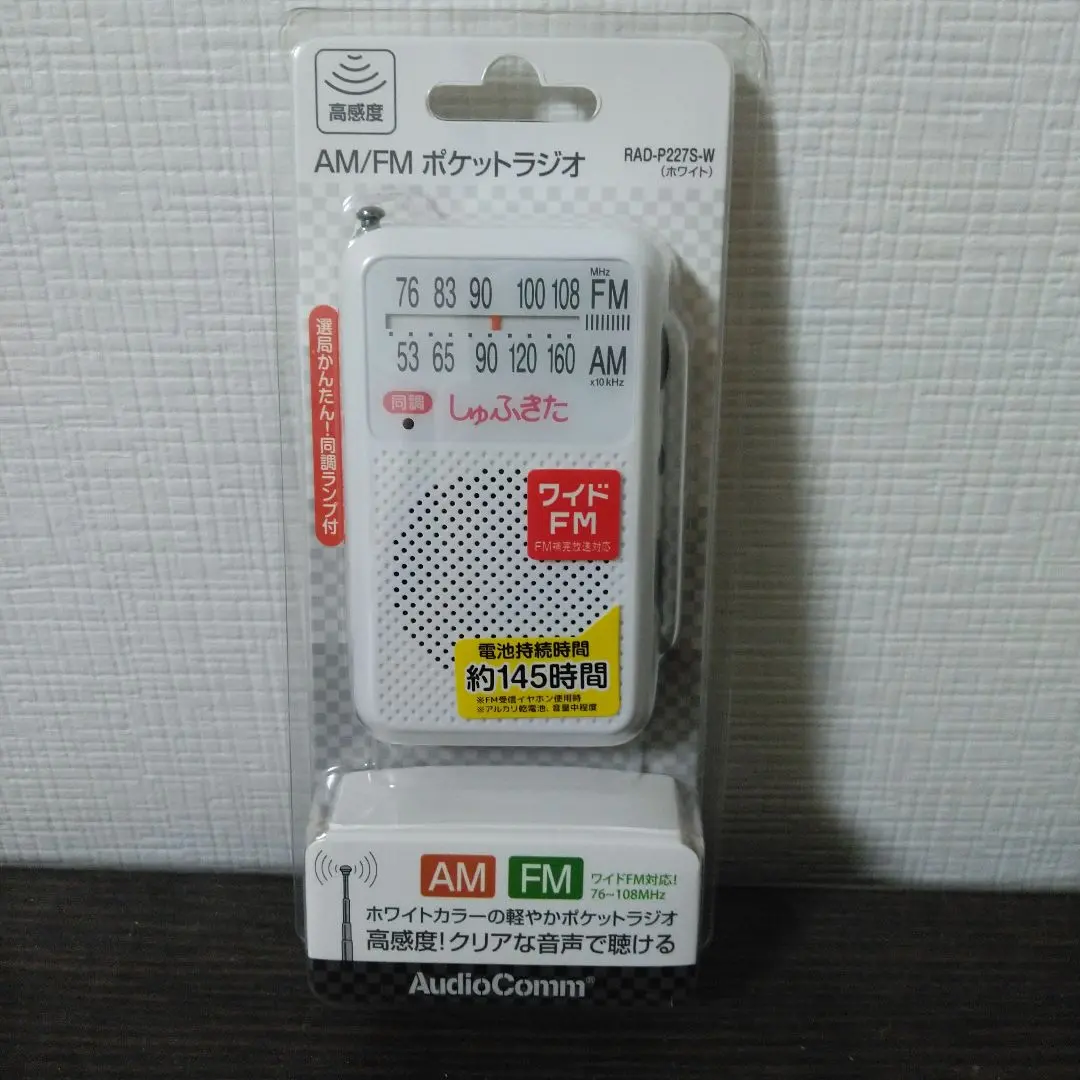 高感度
AM/FM ポケットラジオ
RAD-P227S-W
(ホワイト)
選局かんたん!同調ランプ付
MHz
76 83 90 100 108 FM
53 65 90 120 160 AM
x10 kHz
同調
しゅふきた
ワイド
FM
FM補完放送対応
電池持続時間
約145時間
※FM受信イヤホン使用時
※アルカリ乾電池、音量中程度
AM FM
ワイドFM対応!
76~108MHz
ホワイトカラーの軽やかポケットラジオ
高感度!クリアな音声で聴ける
AudioComm®